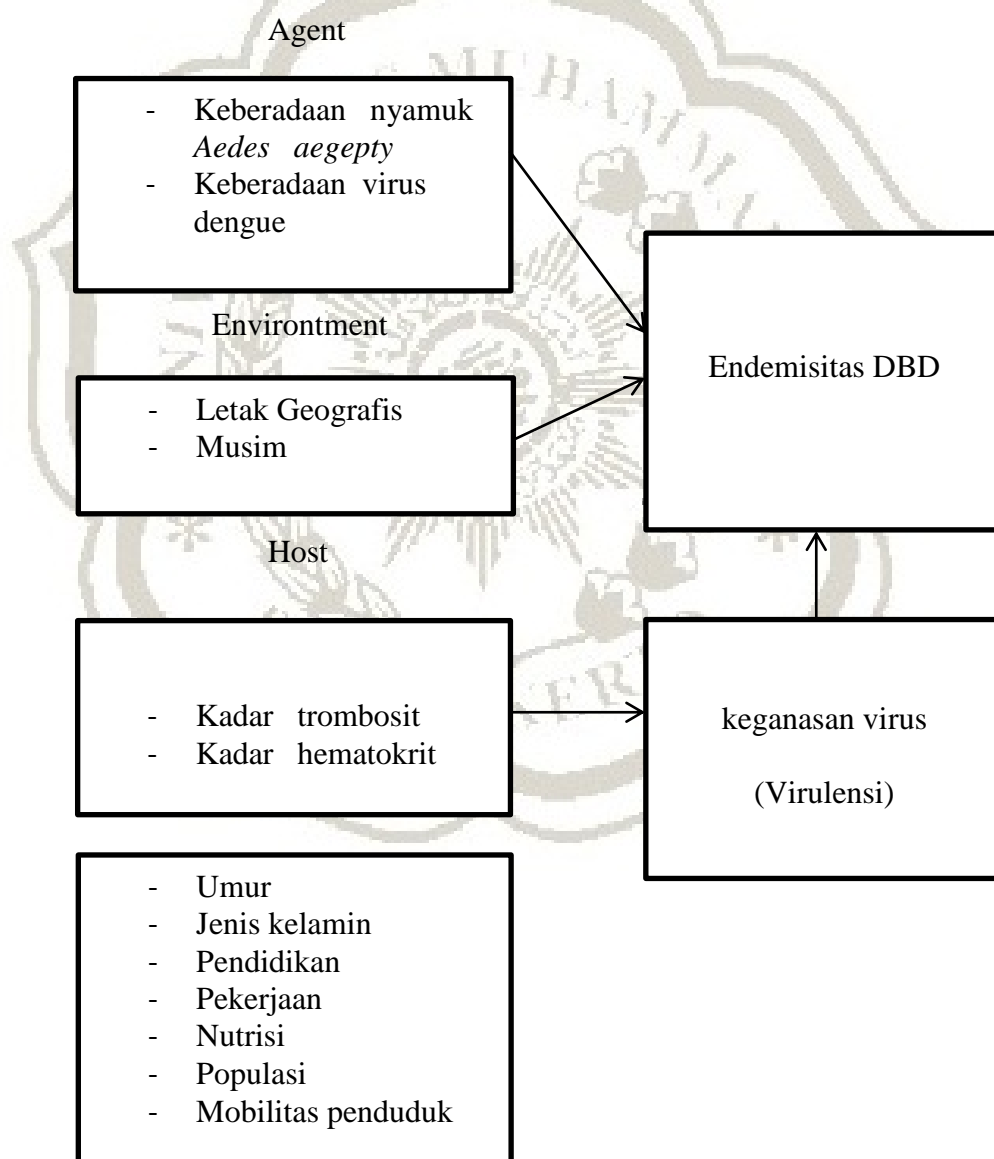 Agent
- Keberadaan nyamuk
Aedes aegepty
- Keberadaan virus
dengue
Environtment
- Letak Geografis
- Musim
Endemisitas DBD
Host
- Kadar trombosit
- Kadar hematokrit
keganasan virus
(Virulensi)
- Umur
- Jenis kelamin
- Pendidikan
- Pekerjaan
- Nutrisi
- Populasi
- Mobilitas penduduk